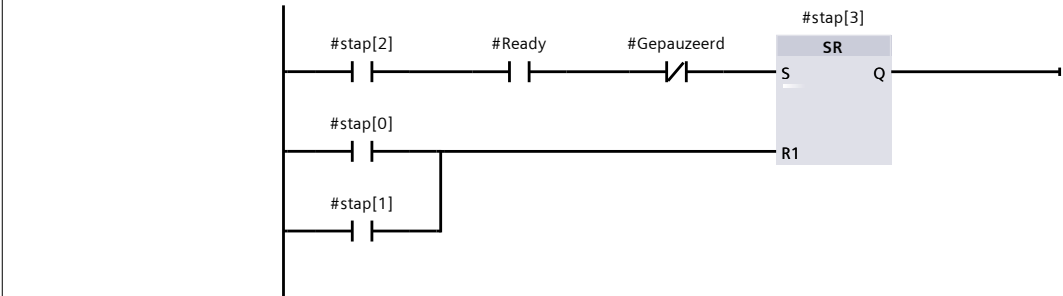 #stap[3]
#stap[2] #Ready #Gepauzeerd SR
S Q
#stap[0]
R1
#stap[1]